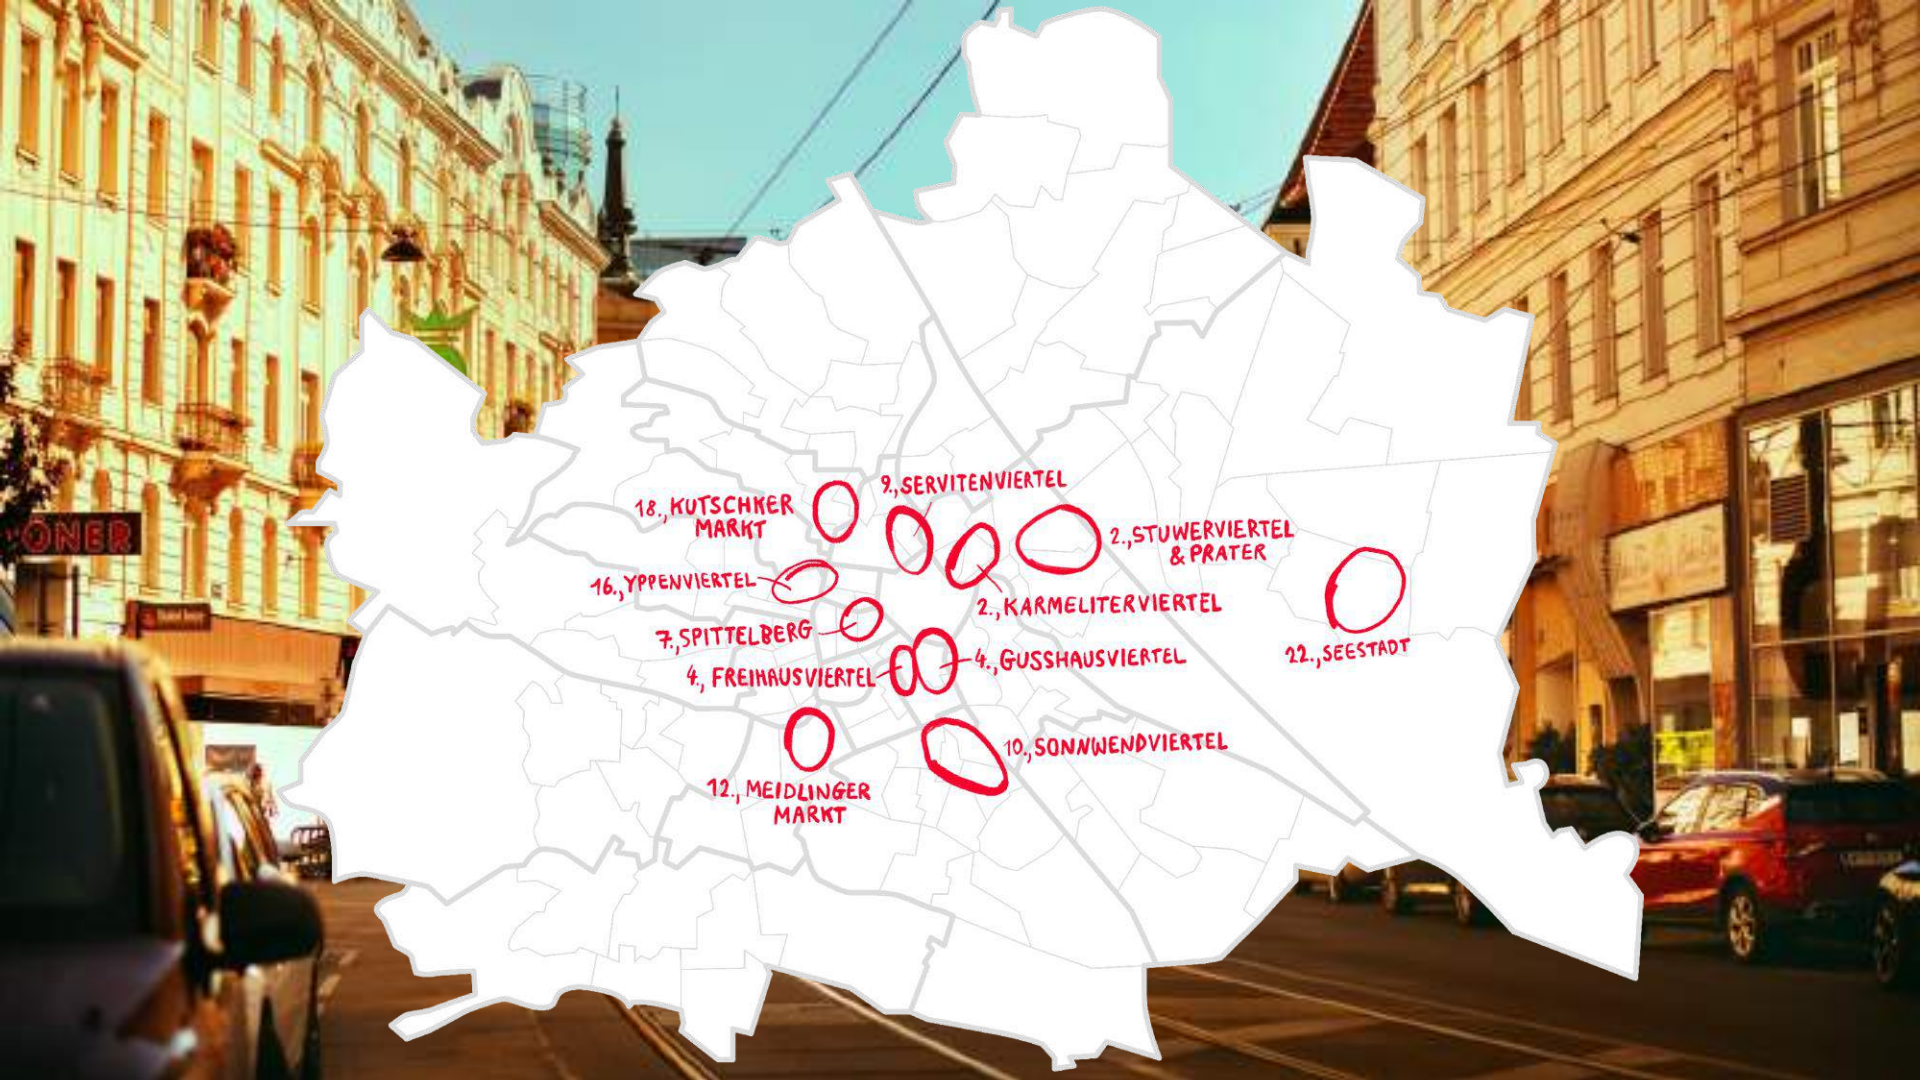 9., SERVITENVIERTEL
18., KUTSCHKER
MARKT
2., STUWERVIERTEL
& PRATER
16., YPPENVIERTEL
2., KARMELITERVIERTEL
7., SPITTELBERG
4., GUSSHAUSVIERTEL
22., SEESTADT
4., FREIHAUSVIERTEL
10., SONNWENDVIERTEL
12., MEIDLINGER
MARKT
ÖNER